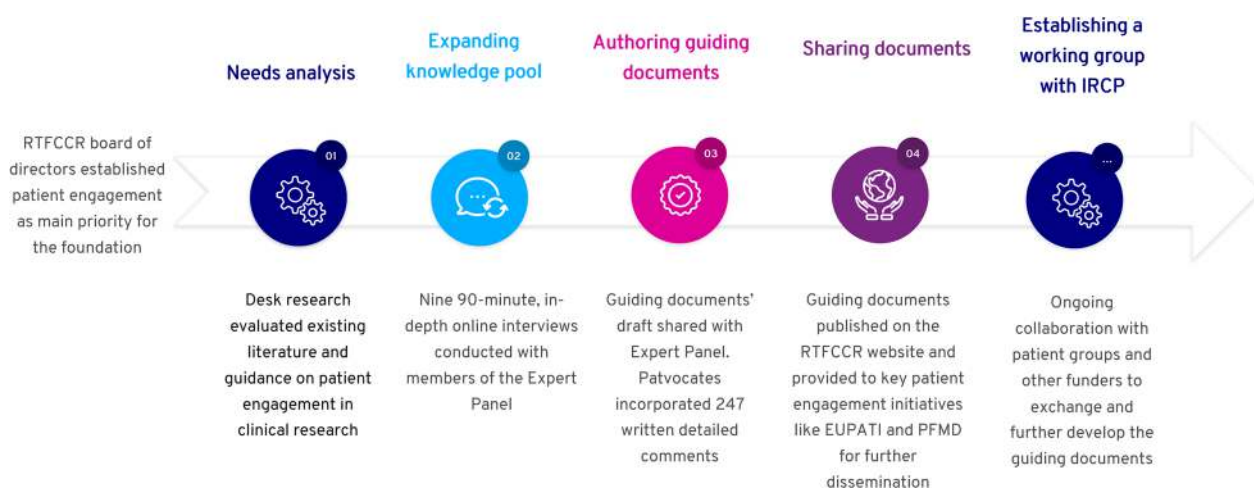 RTFCCR board of
directors established
patient engagement
as main priority for
the foundation
Needs analysis
01
Desk research
evaluated existing
literature and
guidance on patient
engagement in
clinical research
Expanding
knowledge pool
02
Nine 90-minute, in-
depth online interviews
conducted with
members of the Expert
Panel
Authoring guiding
documents
03
Guiding documents’
draft shared with
Expert Panel.
Patvocates
incorporated 247
written detailed
comments
Sharing documents
04
Guiding documents
published on the
RTFCCR website and
provided to key patient
engagement initiatives
like EUPATI and PFMD
for further
dissemination
Establishing a
working group
with IRCP
...
Ongoing
collaboration with
patient groups and
other funders to
exchange and
further develop the
guiding documents